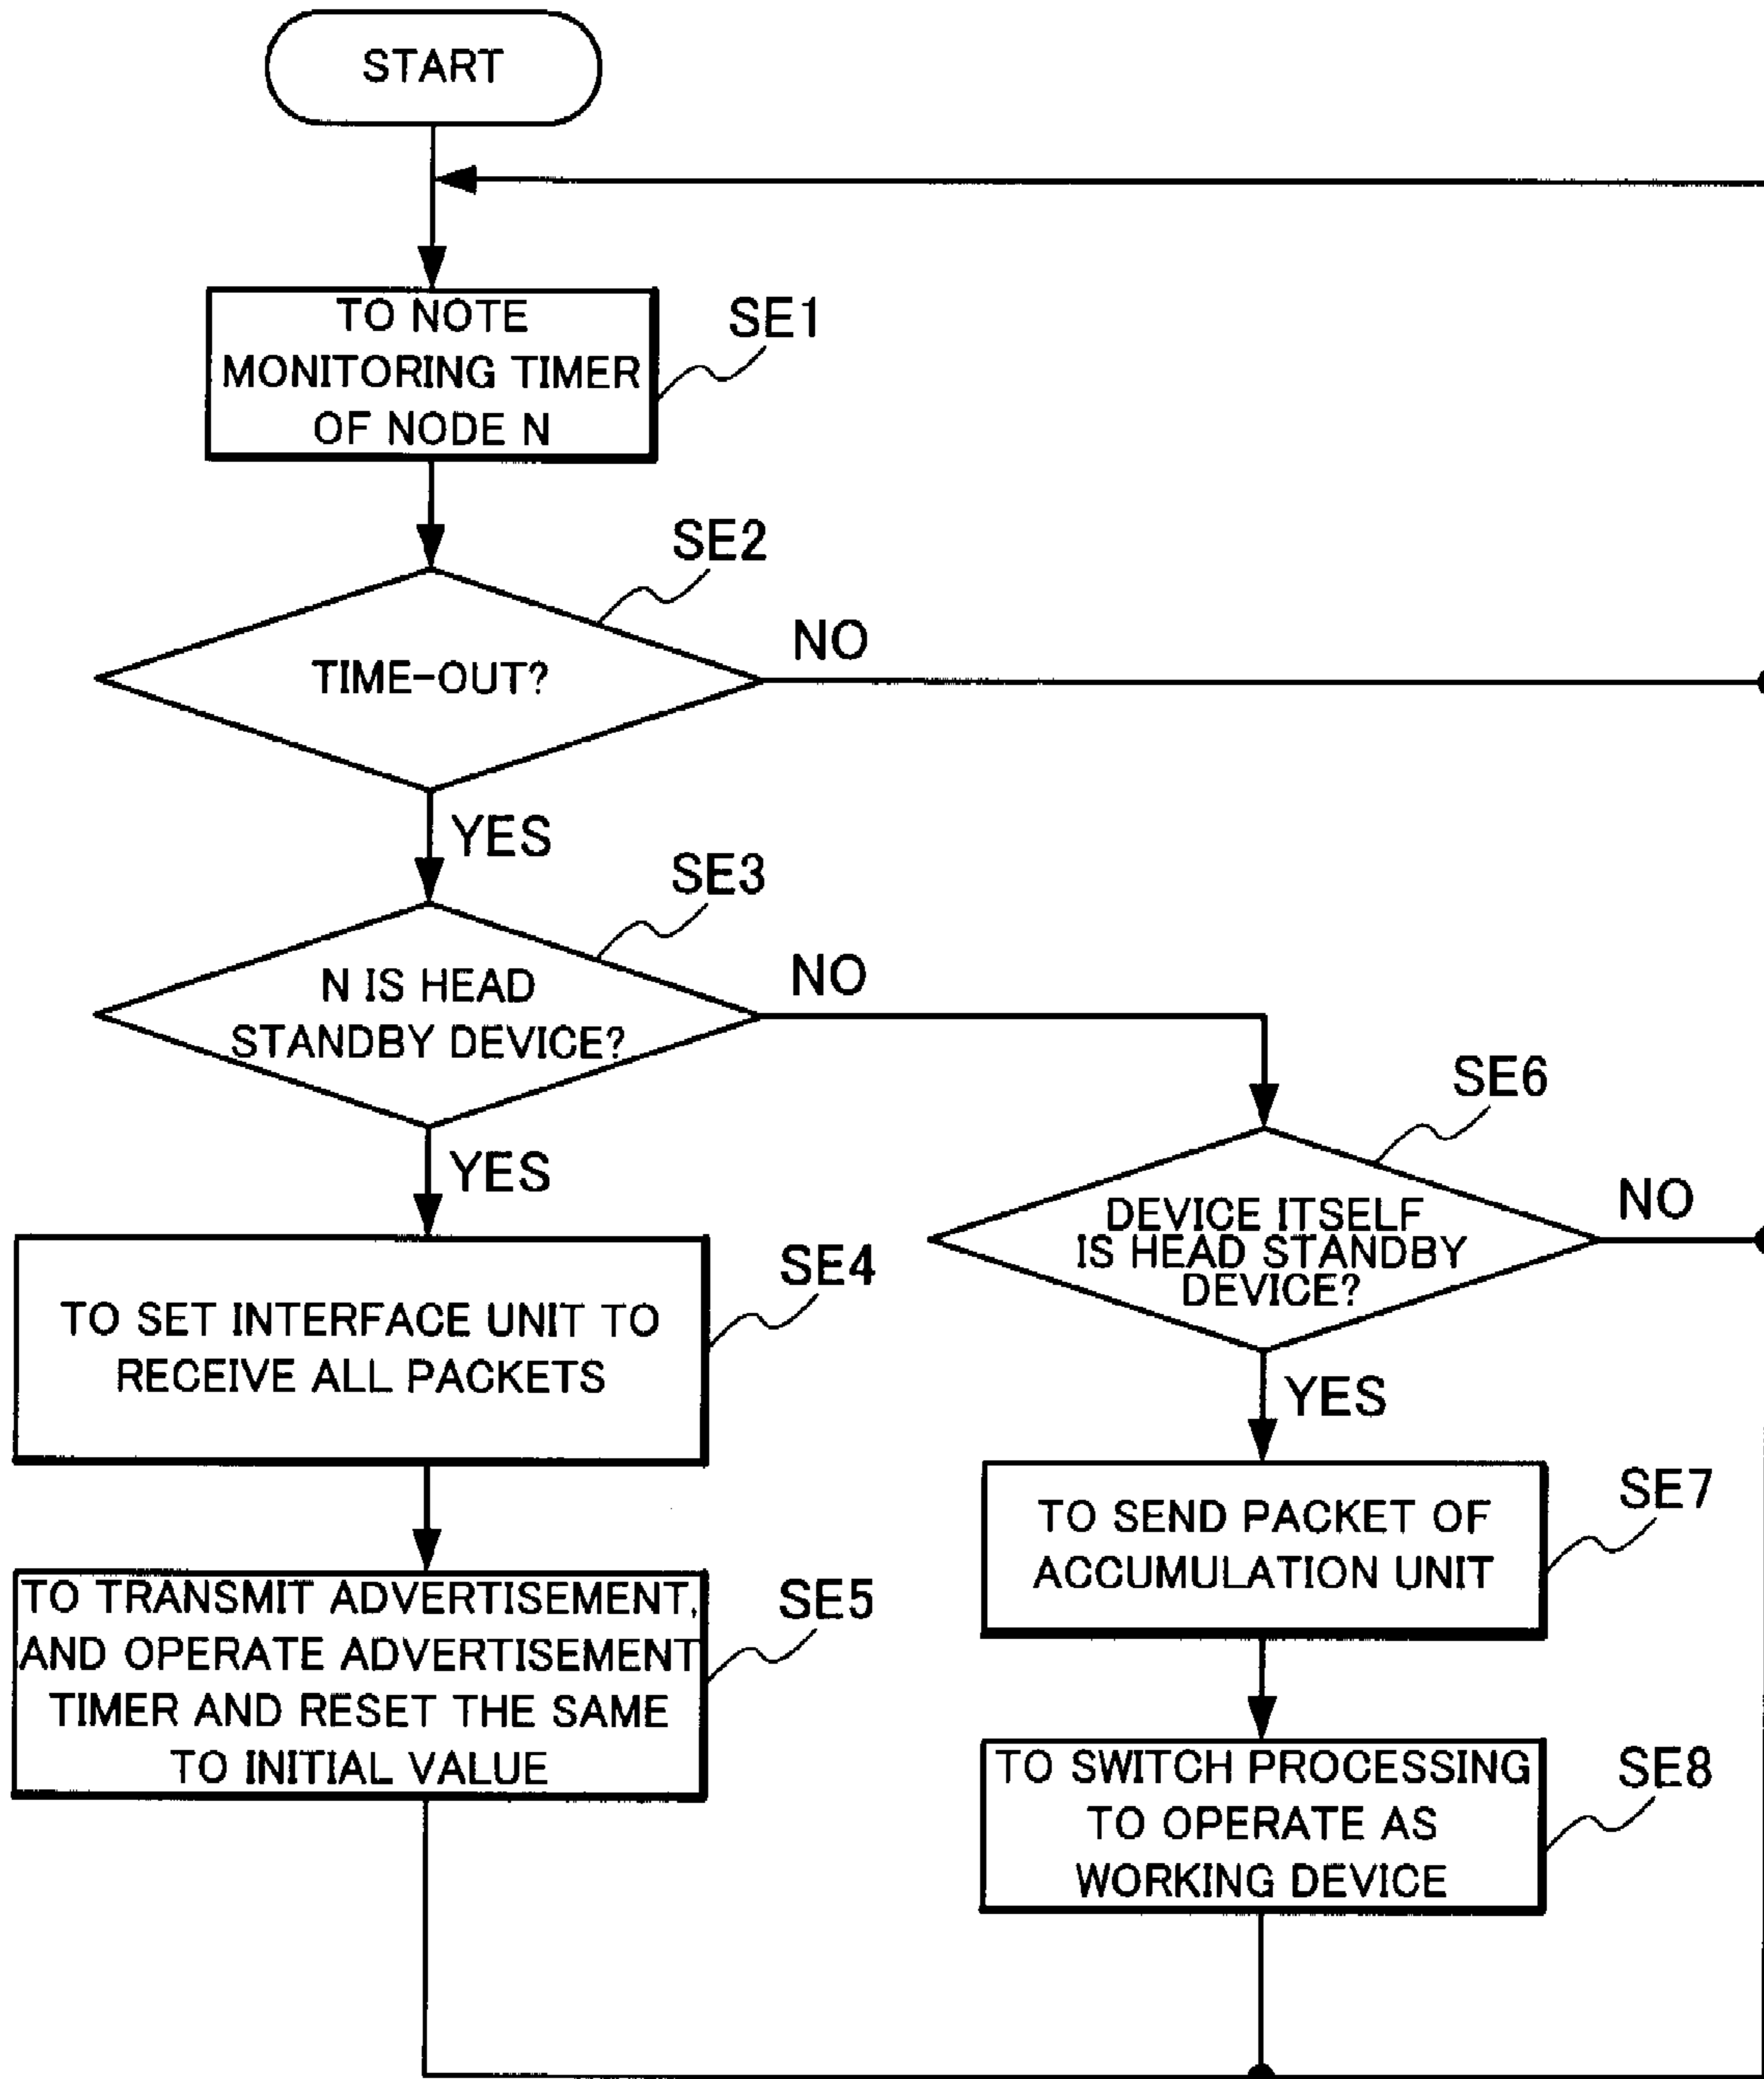 START
TO NOTE
MONITORING TIMER
OF NODE N
SE1
SE2
TIME-OUT?
NO
YES
SE3
N IS HEAD
STANDBY DEVICE?
NO
YES
SE6
DEVICE ITSELF
IS HEAD STANDBY
DEVICE?
NO
YES
SE4
TO SET INTERFACE UNIT TO
RECEIVE ALL PACKETS
SE7
TO SEND PACKET OF
ACCUMULATION UNIT
SE5
TO TRANSMIT ADVERTISEMENT,
AND OPERATE ADVERTISEMENT
TIMER AND RESET THE SAME
TO INITIAL VALUE
SE8
TO SWITCH PROCESSING
TO OPERATE AS
WORKING DEVICE